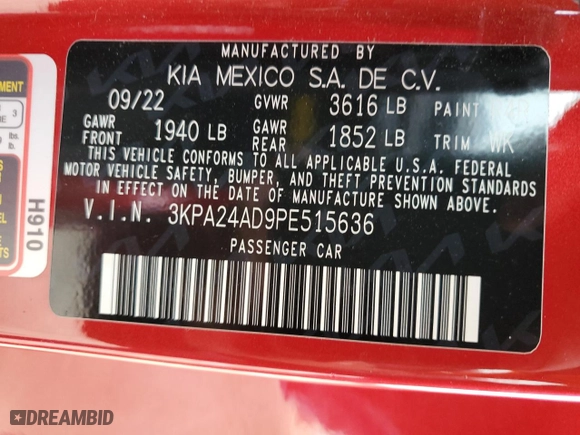 MANUFACTURED BY
KIA MEXICO S.A. DE C.V.
09/22 GVWR 3616 LB PAINT
GAWR FRONT 1940 LB GAWR REAR 1852 LB TRIM WK
THIS VEHICLE CONFORMS TO ALL APPLICABLE U.S.A. FEDERAL
MOTOR VEHICLE SAFETY, BUMPER, AND THEFT PREVENTION STANDARDS
IN EFFECT ON THE DATE OF MANUFACTURE SHOWN ABOVE.
V.I.N. 3KPA24AD9PE515636
PASSENGER CAR
H910
3
lbs.
DREAMBID